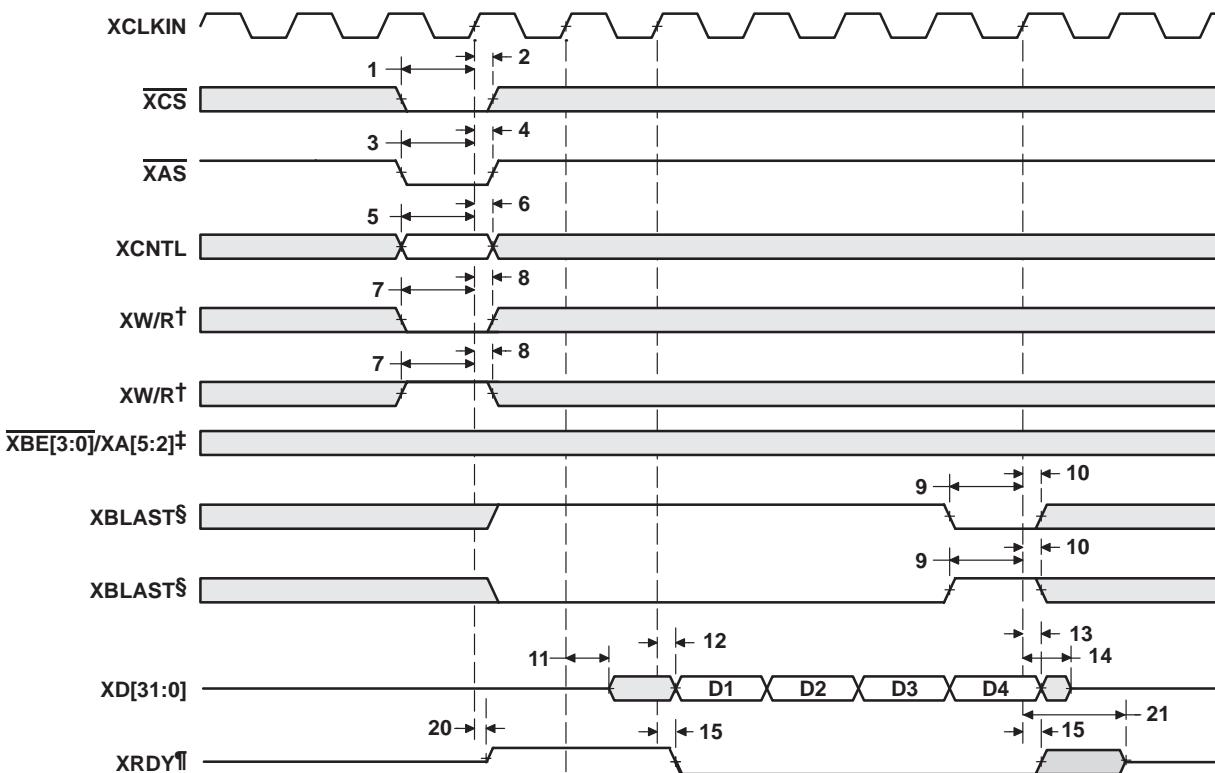 XCLKIN
2
1
XCS
4
3
XAS
6
5
XCNTL
8
7
XW/R†
8
7
XW/R†
XBE[3:0]/XA[5:2]‡
10
9
XBLAST§
10
9
XBLAST§
13
12
14
11
XD[31:0] D1 D2 D3 D4
21
20 15 15
XRDY¶